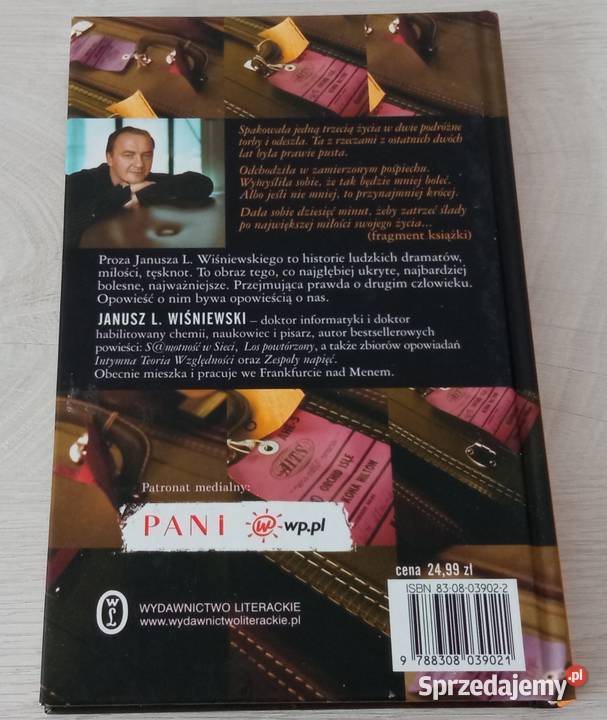 Spakowała jedną trzecią życia w dwie podróżne
torby i odeszła. Ta z rzeczami z ostatnich dwóch
lat była prawie pusta.
Odchodziła w zamierzonym pośpiechu.
Wymyśliła sobie, że tak będzie mniej boleć.
Albo jeśli nie mniej, to przynajmniej krócej.
Dała sobie dziesięć minut, żeby zatrzeć ślady
po największej miłości swojego życia...
(fragment książki)
Proza Janusza L. Wiśniewskiego to historie ludzkich dramatów,
miłości, tęsknot. To obraz tego, co najgłębiej ukryte, najbardziej
bolesne, najważniejsze. Przejmująca prawda o drugim człowieku.
Opowieść o nim bywa opowieścią o nas.
JANUSZ L. WIŚNIEWSKI – doktor informatyki i doktor
habilitowany chemii, naukowiec i pisarz, autor bestsellerowych
powieści: S@motność w Sieci, Los powtórzony, a także zbiorów opowiadań
Intymna Teoria Względności oraz Zespoły napięć.
Obecnie mieszka i pracuje we Frankfurcie nad Menem.
HITS
ORCHID ISLE
KONA HILTON
Patronat medialny:
PANI wp.pl
cena 24,99 zł
ISBN 83-08-03902-2
9 788308 039021
WYDAWNICTWO LITERACKIE
www.wydawnictwoliterackie.pl
Sprzedajemy.pl